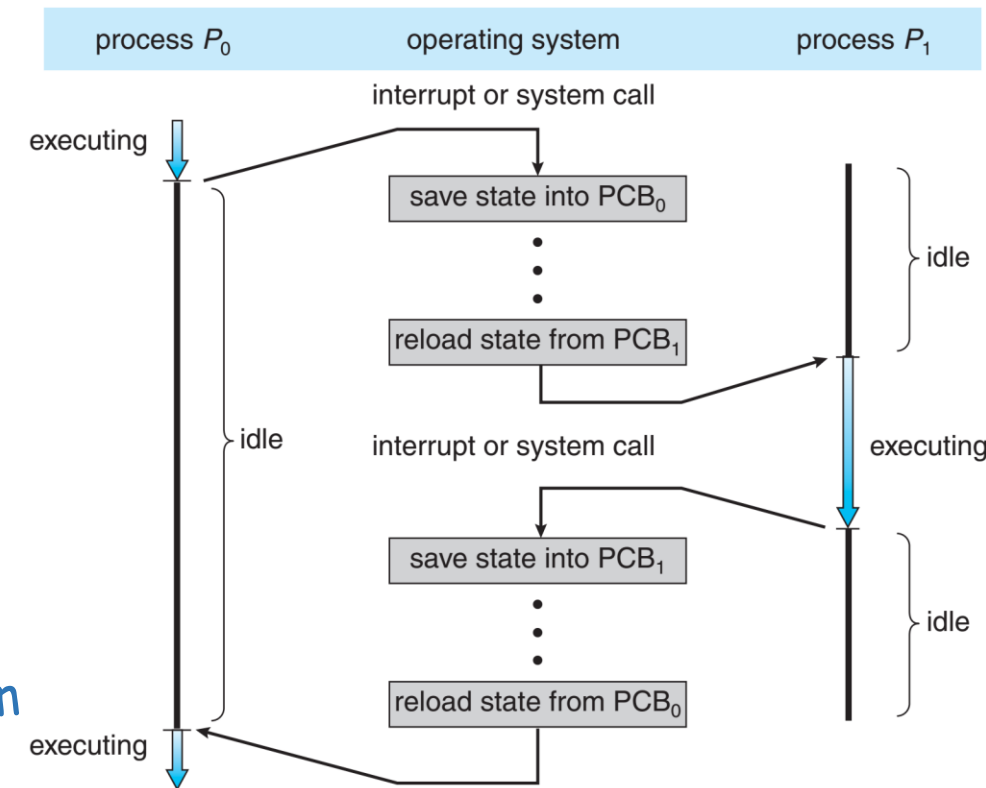 process P₀ operating system process P₁
interrupt or system call
executing
save state into PCB₀
idle
reload state from PCB₁
idle
interrupt or system call
executing
save state into PCB₁
idle
reload state from PCB₀
n
executing